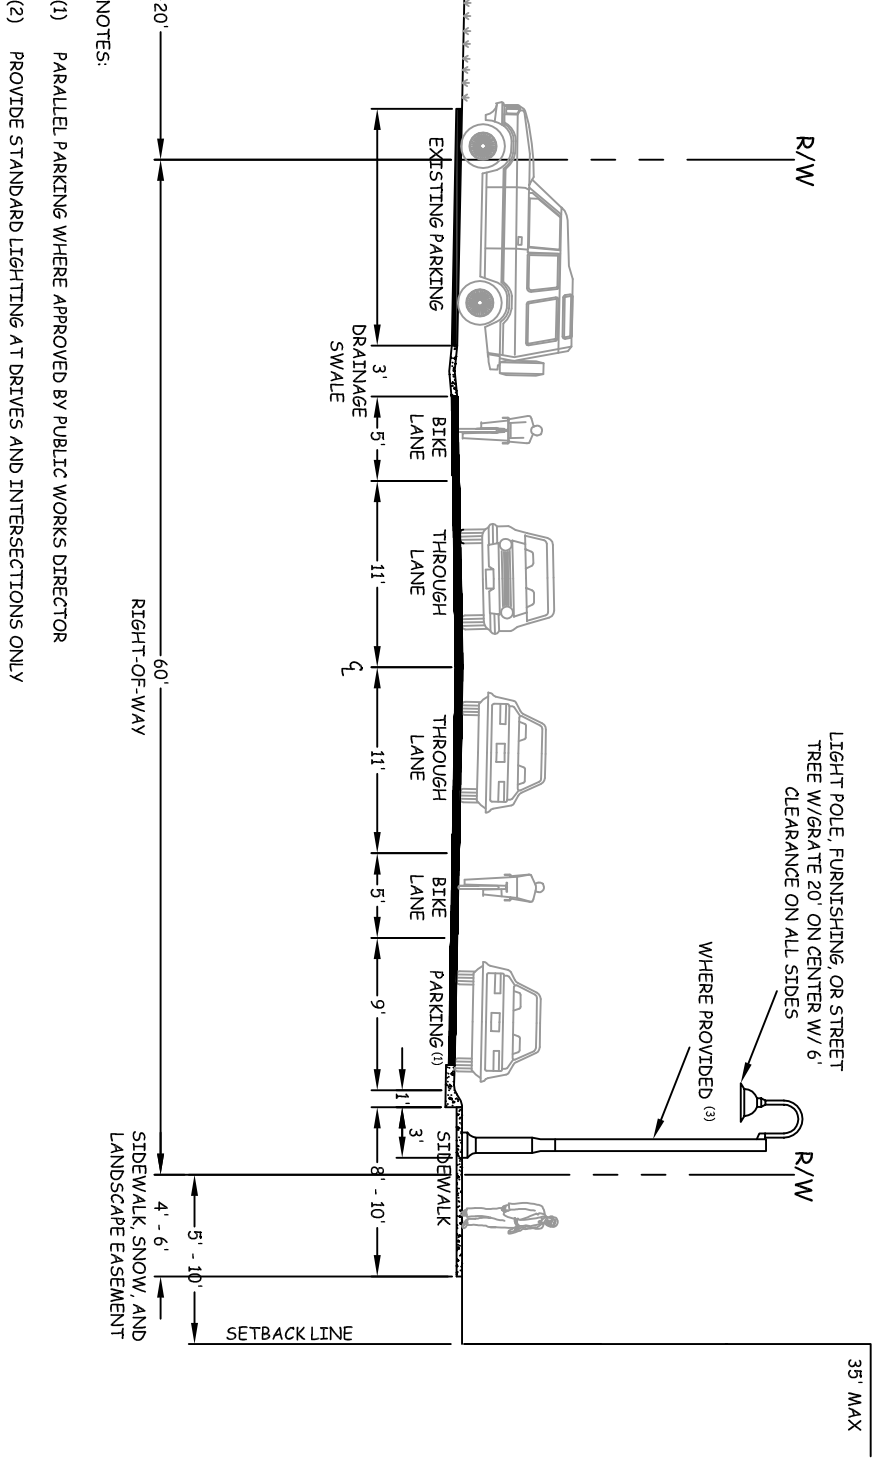 R/W
R/W
35' MAX
LIGHT POLE, FURNISHING, OR STREET
TREE W/GRATE 20' ON CENTER W/ 6'
CLEARANCE ON ALL SIDES
WHERE PROVIDED (3)
EXISTING PARKING
BIKE
LANE
THROUGH
LANE
THROUGH
LANE
BIKE
LANE
PARKING (1)
SIDEWALK
3'
DRAINAGE
SWALE
5'
11'
11'
5'
9'
1'
3'
8' - 10'
CL
SETBACK LINE
5' - 10'
20'
60'
RIGHT-OF-WAY
4' - 6'
SIDEWALK, SNOW, AND
LANDSCAPE EASEMENT
NOTES:
(1) PARALLEL PARKING WHERE APPROVED BY PUBLIC WORKS DIRECTOR
(2) PROVIDE STANDARD LIGHTING AT DRIVES AND INTERSECTIONS ONLY